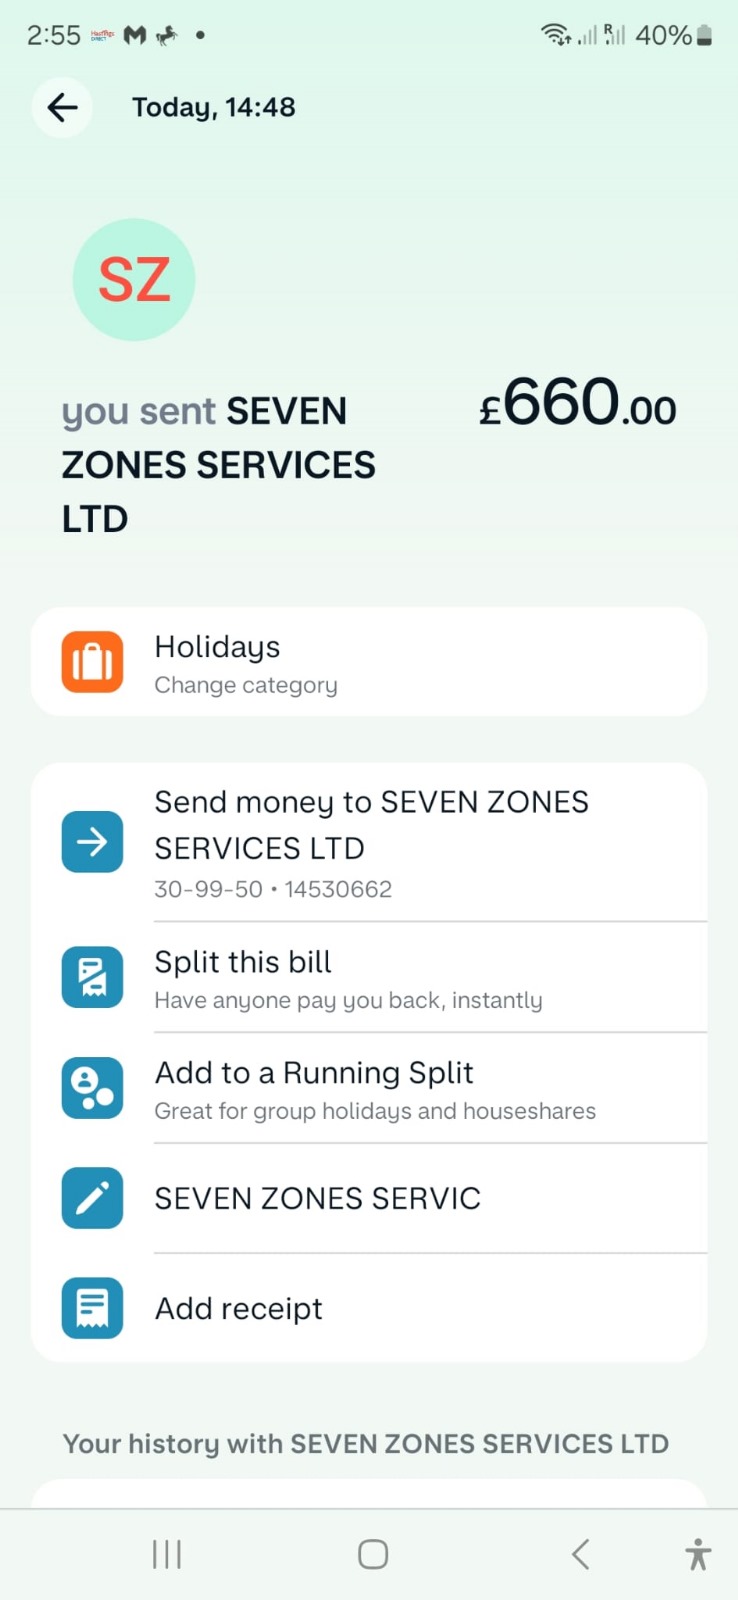 2:55 40%
Today, 14:48
SZ
you sent SEVEN £660.00
ZONES SERVICES
LTD
Holidays
Change category
Send money to SEVEN ZONES
SERVICES LTD
30-99-50 • 14530662
Split this bill
Have anyone pay you back, instantly
Add to a Running Split
Great for group holidays and houseshares
SEVEN ZONES SERVIC
Add receipt
Your history with SEVEN ZONES SERVICES LTD